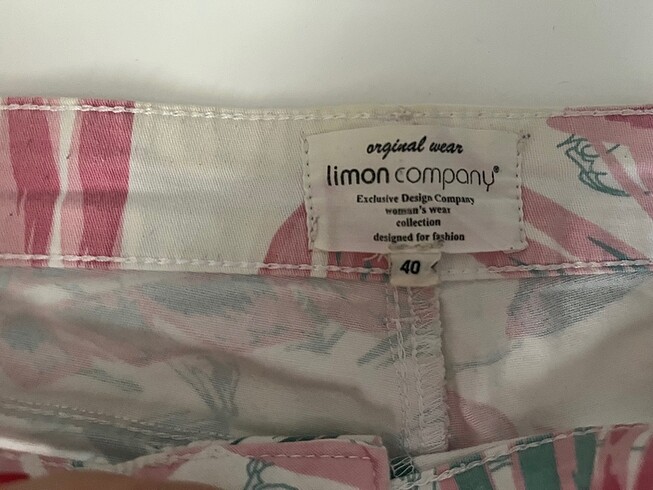 orginal wear
limon company®
Exclusive Design Company
woman's wear
collection
designed for fashion
40